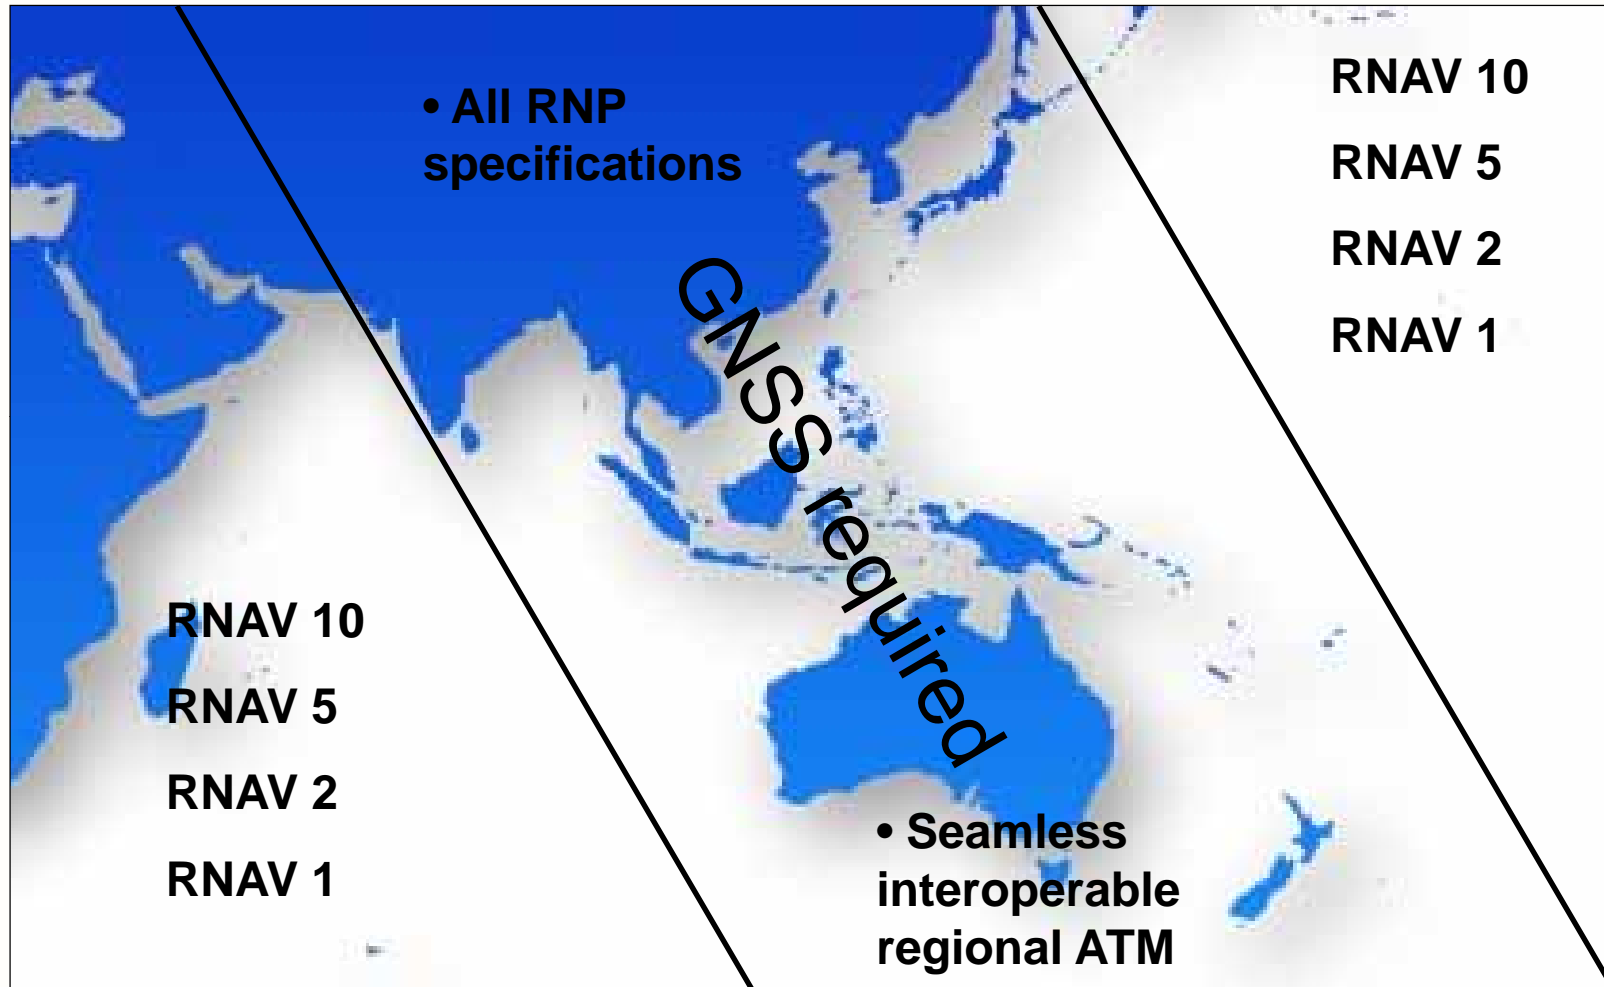 • All RNP
specifications
RNAV 10
RNAV 5
RNAV 2
RNAV 1
GNSS required
RNAV 10
RNAV 5
RNAV 2
RNAV 1
• Seamless
interoperable
regional ATM